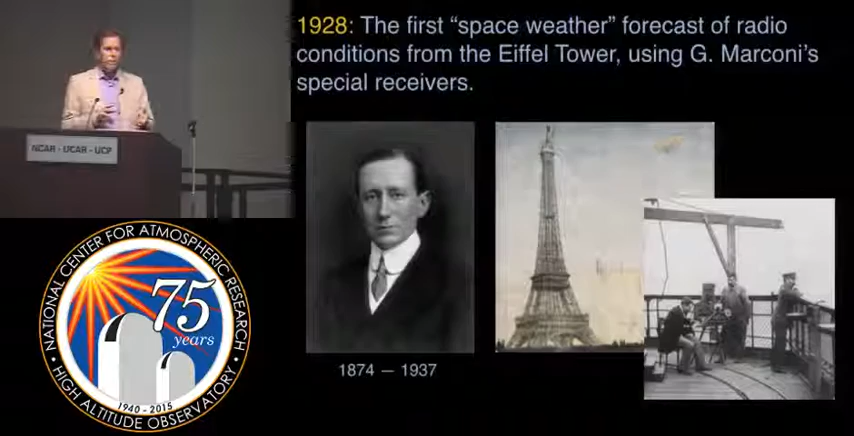 1928: The first “space weather” forecast of radio
conditions from the Eiffel Tower, using G. Marconi’s
special receivers.
NCAR - UCAR - UCP
NATIONAL CENTER FOR ATMOSPHERIC RESEARCH
75
years
1940 - 2015
HIGH ALTITUDE OBSERVATORY
1874 — 1937